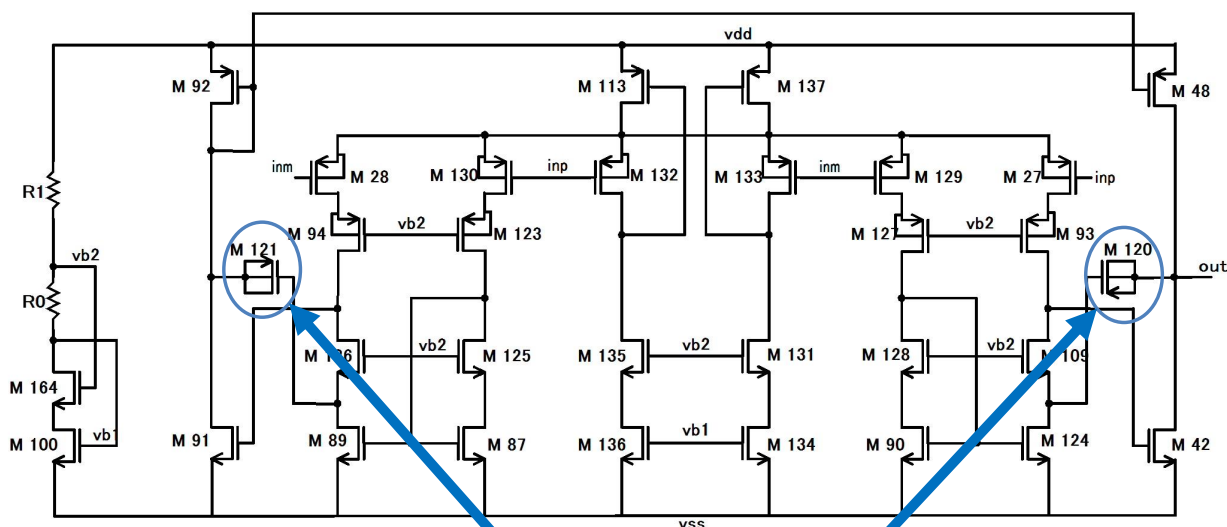 vdd
M 92
M 113
M 137
M 48
inm
M 28
M 130
inp
M 132
M 133
inm
M 129
M 27
inp
R1
M 94
vb2
M 123
M 127
vb2
M 93
M 121
M 120
vb2
out
R0
vb2
M 125
M 135
vb2
M 131
M 128
vb2
M 109
M 164
M 100
vb1
M 91
M 89
M 87
M 136
vb1
M 134
M 90
M 124
M 42
vss